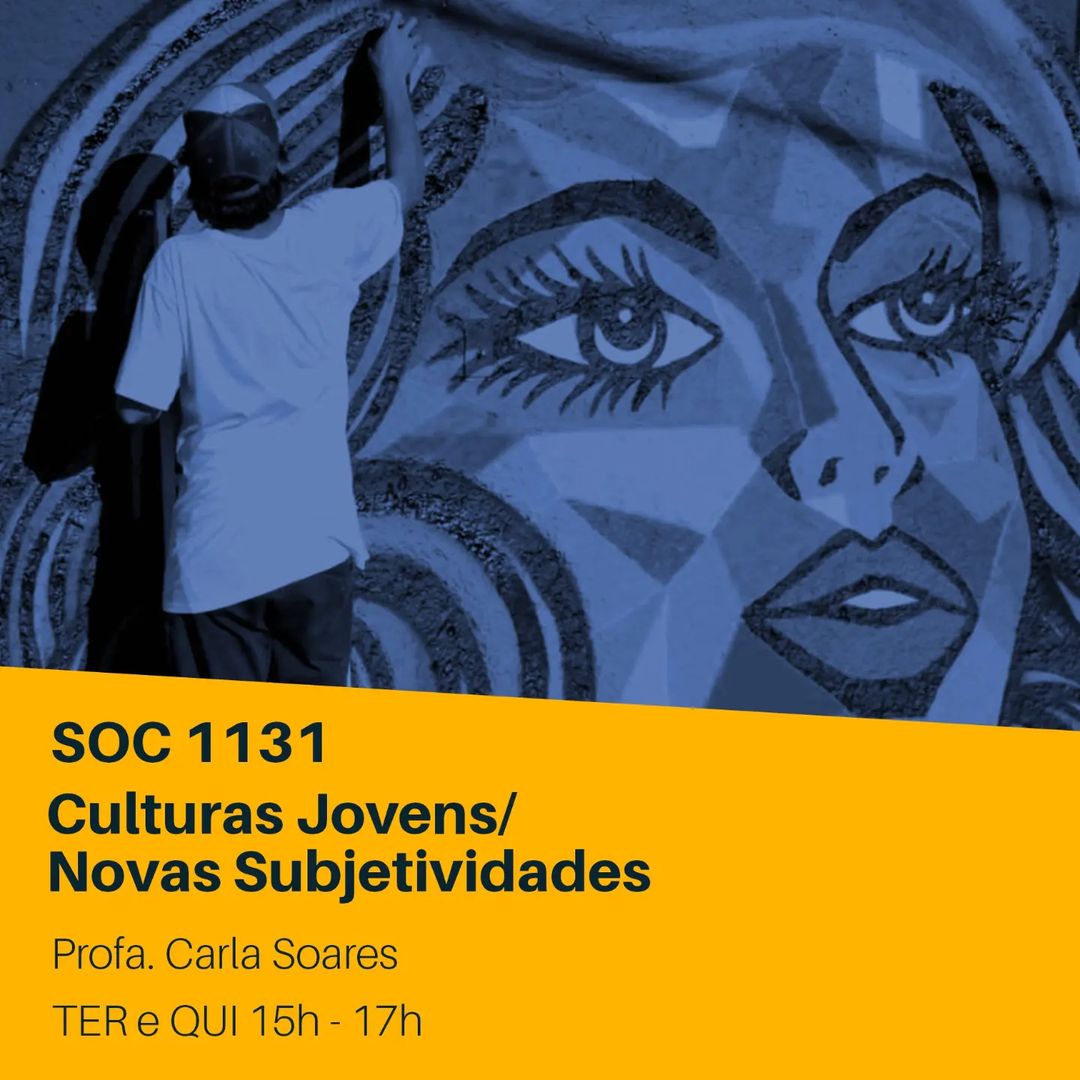 SOC 1131
Culturas Jovens/
Novas Subjetividades
Profa. Carla Soares
TER e QUI 15h - 17h